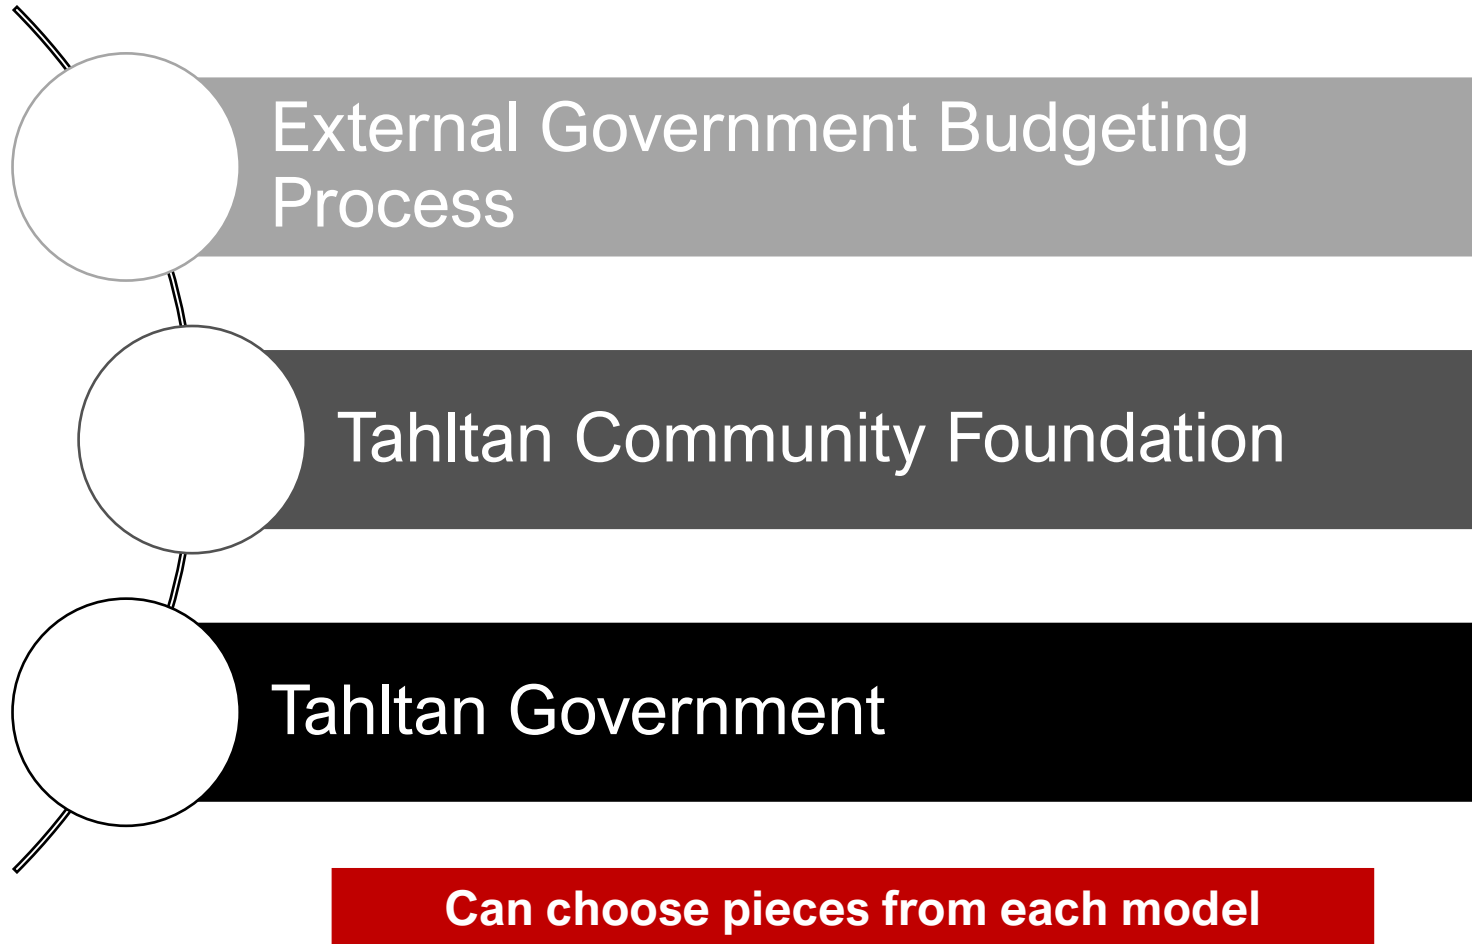 External Government Budgeting
Process
Tahltan Community Foundation
Tahltan Government
Can choose pieces from each model